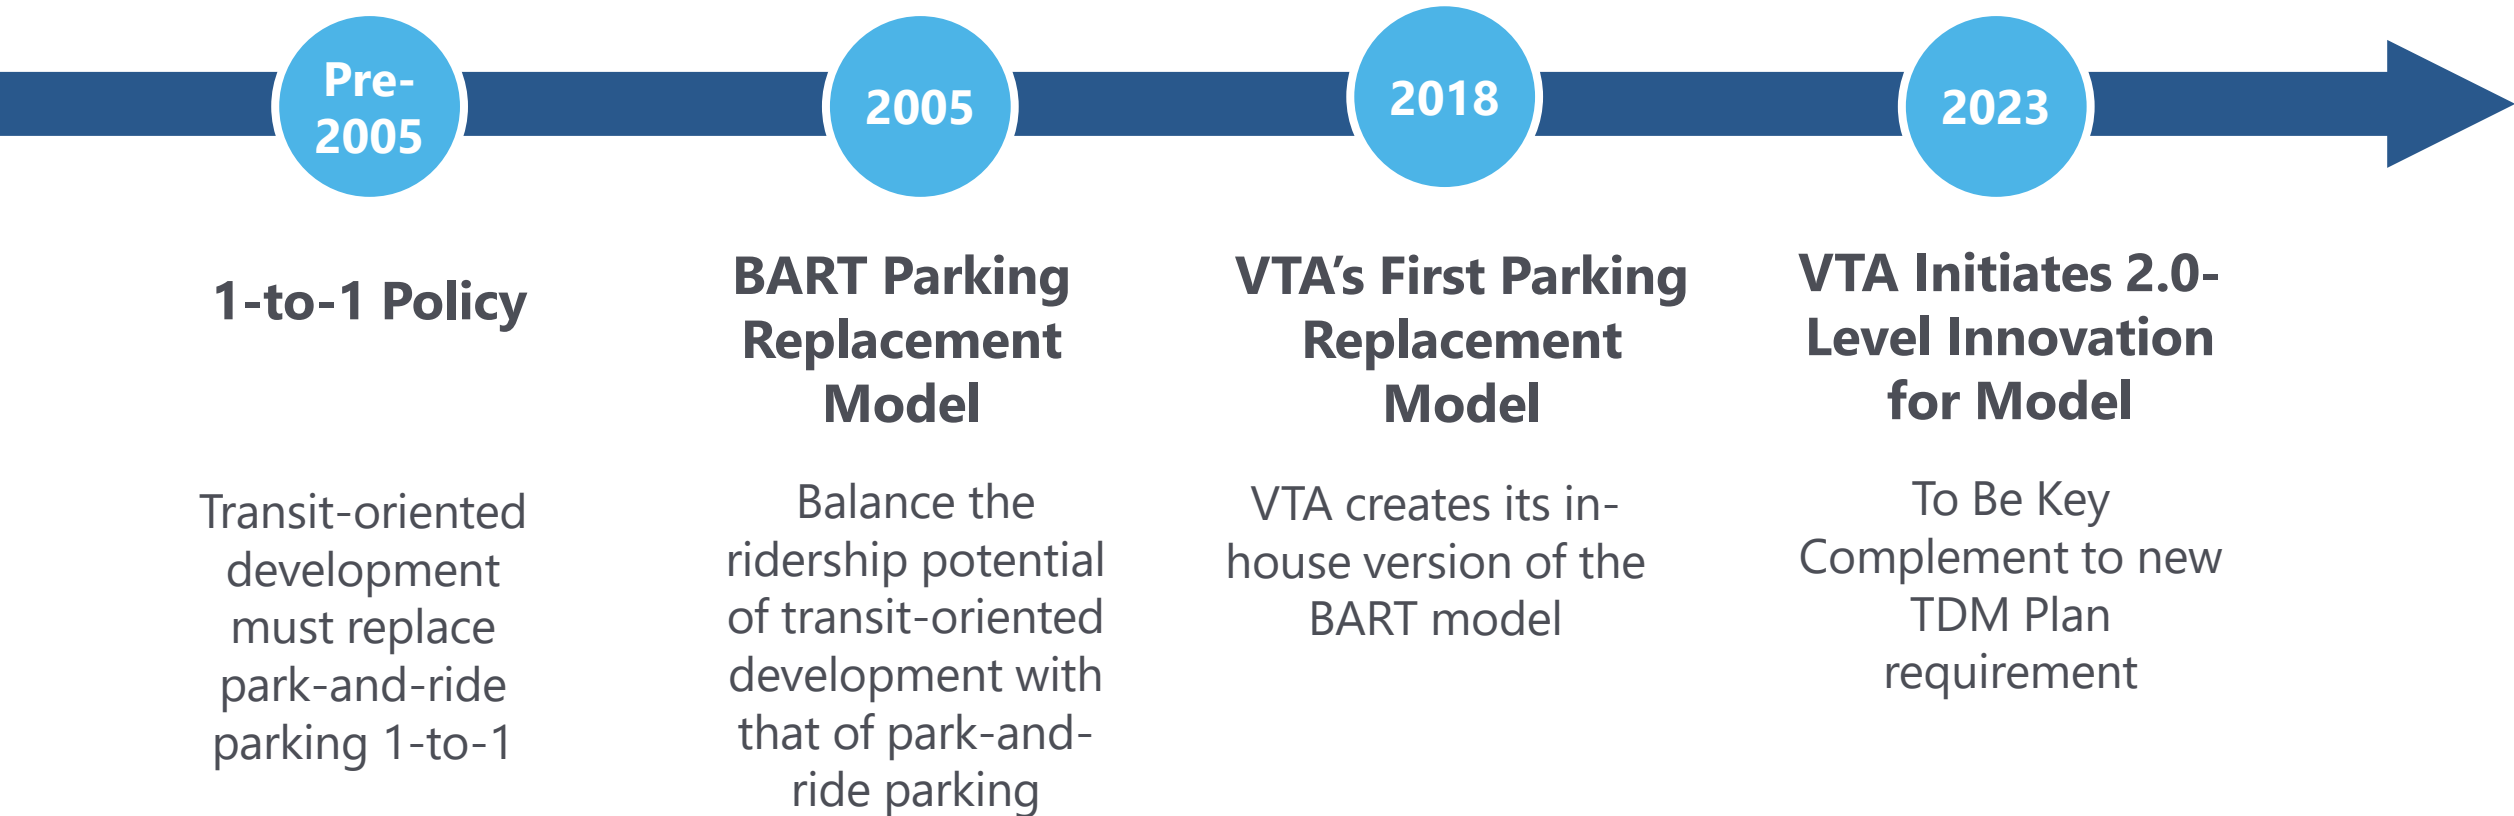 Pre-
2005
1-to-1 Policy
Transit-oriented
development
must replace
park-and-ride
parking 1-to-1
2005
BART Parking
Replacement
Model
Balance the
ridership potential
of transit-oriented
development with
that of park-and-
ride parking
2018
VTA’s First Parking
Replacement
Model
VTA creates its in-
house version of the
BART model
2023
VTA Initiates 2.0-
Level Innovation
for Model
To Be Key
Complement to new
TDM Plan
requirement